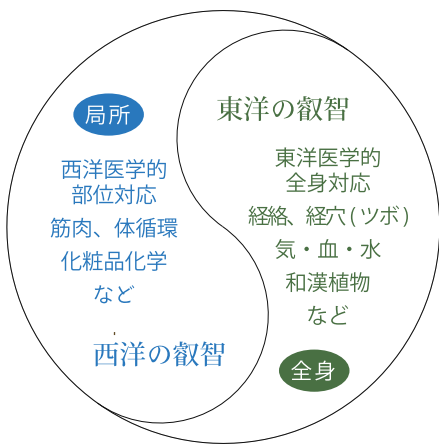 局所
西洋医学的
部位対応
筋肉、体循環
化粧品化学
など
西洋の叡智
東洋の叡智
東洋医学的
全身対応
経絡、経穴(ツボ)
気・血・水
和漢植物
など
全身